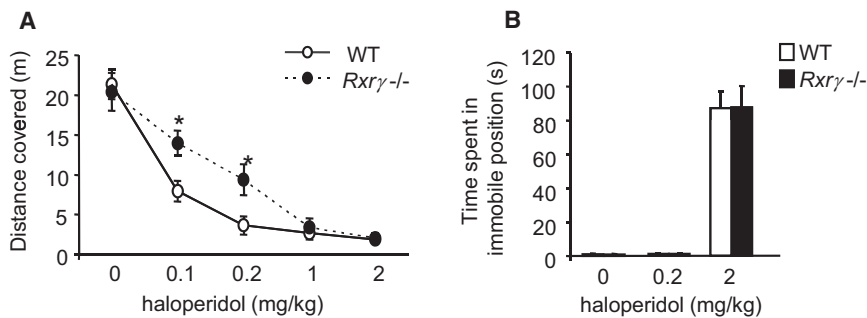 A
WT
Rxrγ -/-
Distance covered (m)
25
20
15
10
5
0
*
*
0 0.1 0.2 1 2
haloperidol (mg/kg)
B
WT
Rxrγ -/-
Time spent in
immobile position (s)
120
100
80
60
40
20
0
0 0.2 2
haloperidol (mg/kg)